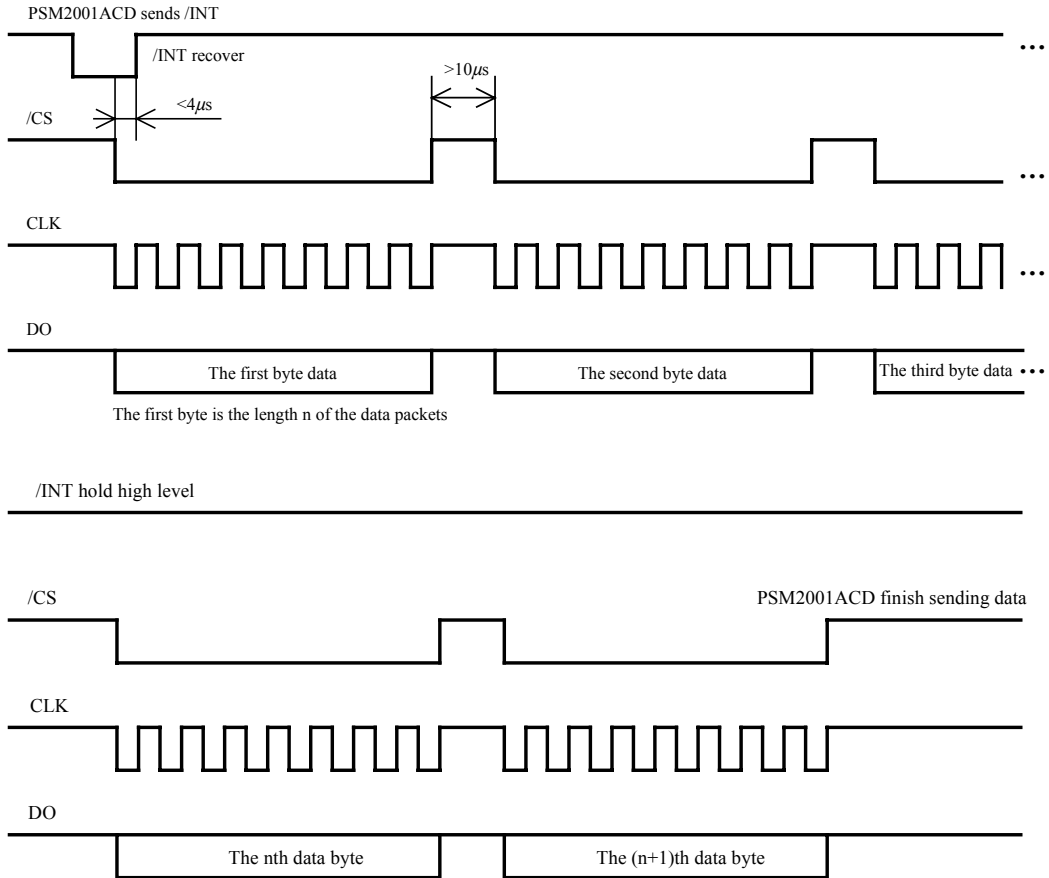 PSM2001ACD sends /INT
...
/INT recover
>10µs
<4µs
/CS
...
CLK
...
DO
The first byte data
The second byte data
The third byte data ...
The first byte is the length n of the data packets
/INT hold high level
/CS
PSM2001ACD finish sending data
CLK
DO
The nth data byte
The (n+1)th data byte